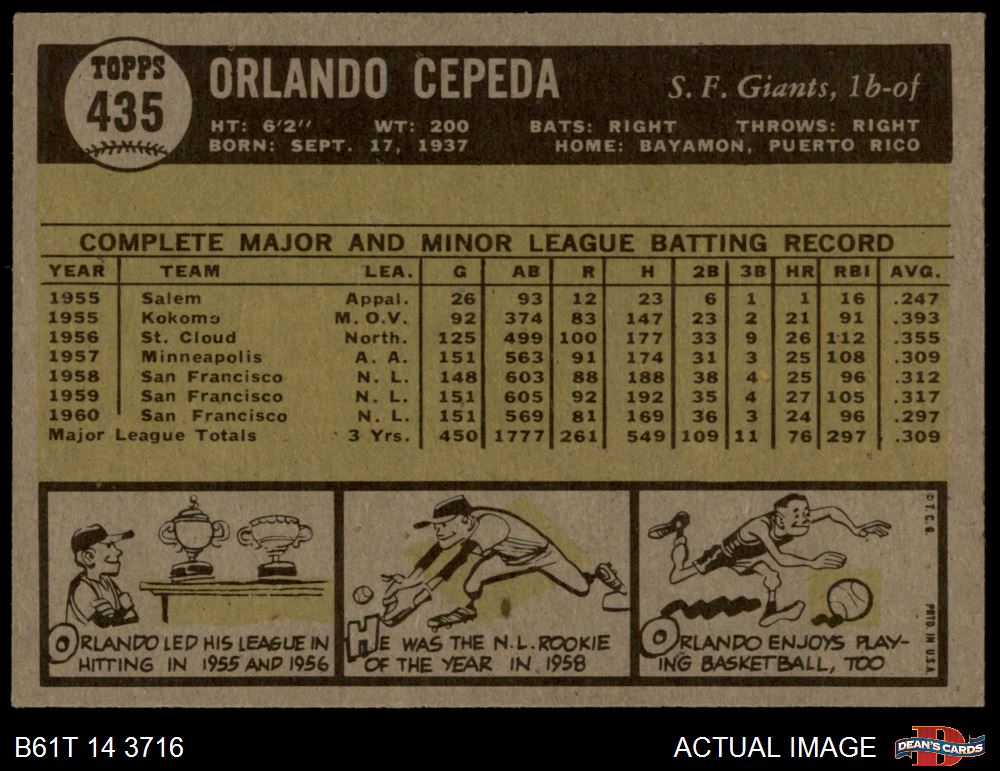 TOPPS
435
ORLANDO CEPEDA
S. F. Giants, 1b-of
HT: 6'2" WT: 200 BATS: RIGHT THROWS: RIGHT
BORN: SEPT. 17, 1937 HOME: BAYAMON, PUERTO RICO
COMPLETE MAJOR AND MINOR LEAGUE BATTING RECORD
YEAR TEAM LEA. G AB R H 2B 3B HR RBI AVG.
1955 Salem Appal. 26 93 12 23 6 1 1 16 .247
1955 Kokomo M.O.V. 92 374 83 147 23 2 21 91 .393
1956 St. Cloud North. 125 499 100 177 33 9 26 112 .355
1957 Minneapolis A. A. 151 563 91 174 31 3 25 108 .309
1958 San Francisco N. L. 148 603 88 188 38 4 25 96 .312
1959 San Francisco N. L. 151 605 92 192 35 4 27 105 .317
1960 San Francisco N. L. 151 569 81 169 36 3 24 96 .297
Major League Totals 3 Yrs. 450 1777 261 549 109 11 76 297 .309
ORLANDO LED HIS LEAGUE IN
HITTING IN 1955 AND 1956
HE WAS THE N.L. ROOKIE
OF THE YEAR IN 1958
ORLANDO ENJOYS PLAY-
ING BASKETBALL, TOO
© T.C.G.
PRTD IN U.S.A.
B61T 14 3716
ACTUAL IMAGE
DEAN'S CARDS